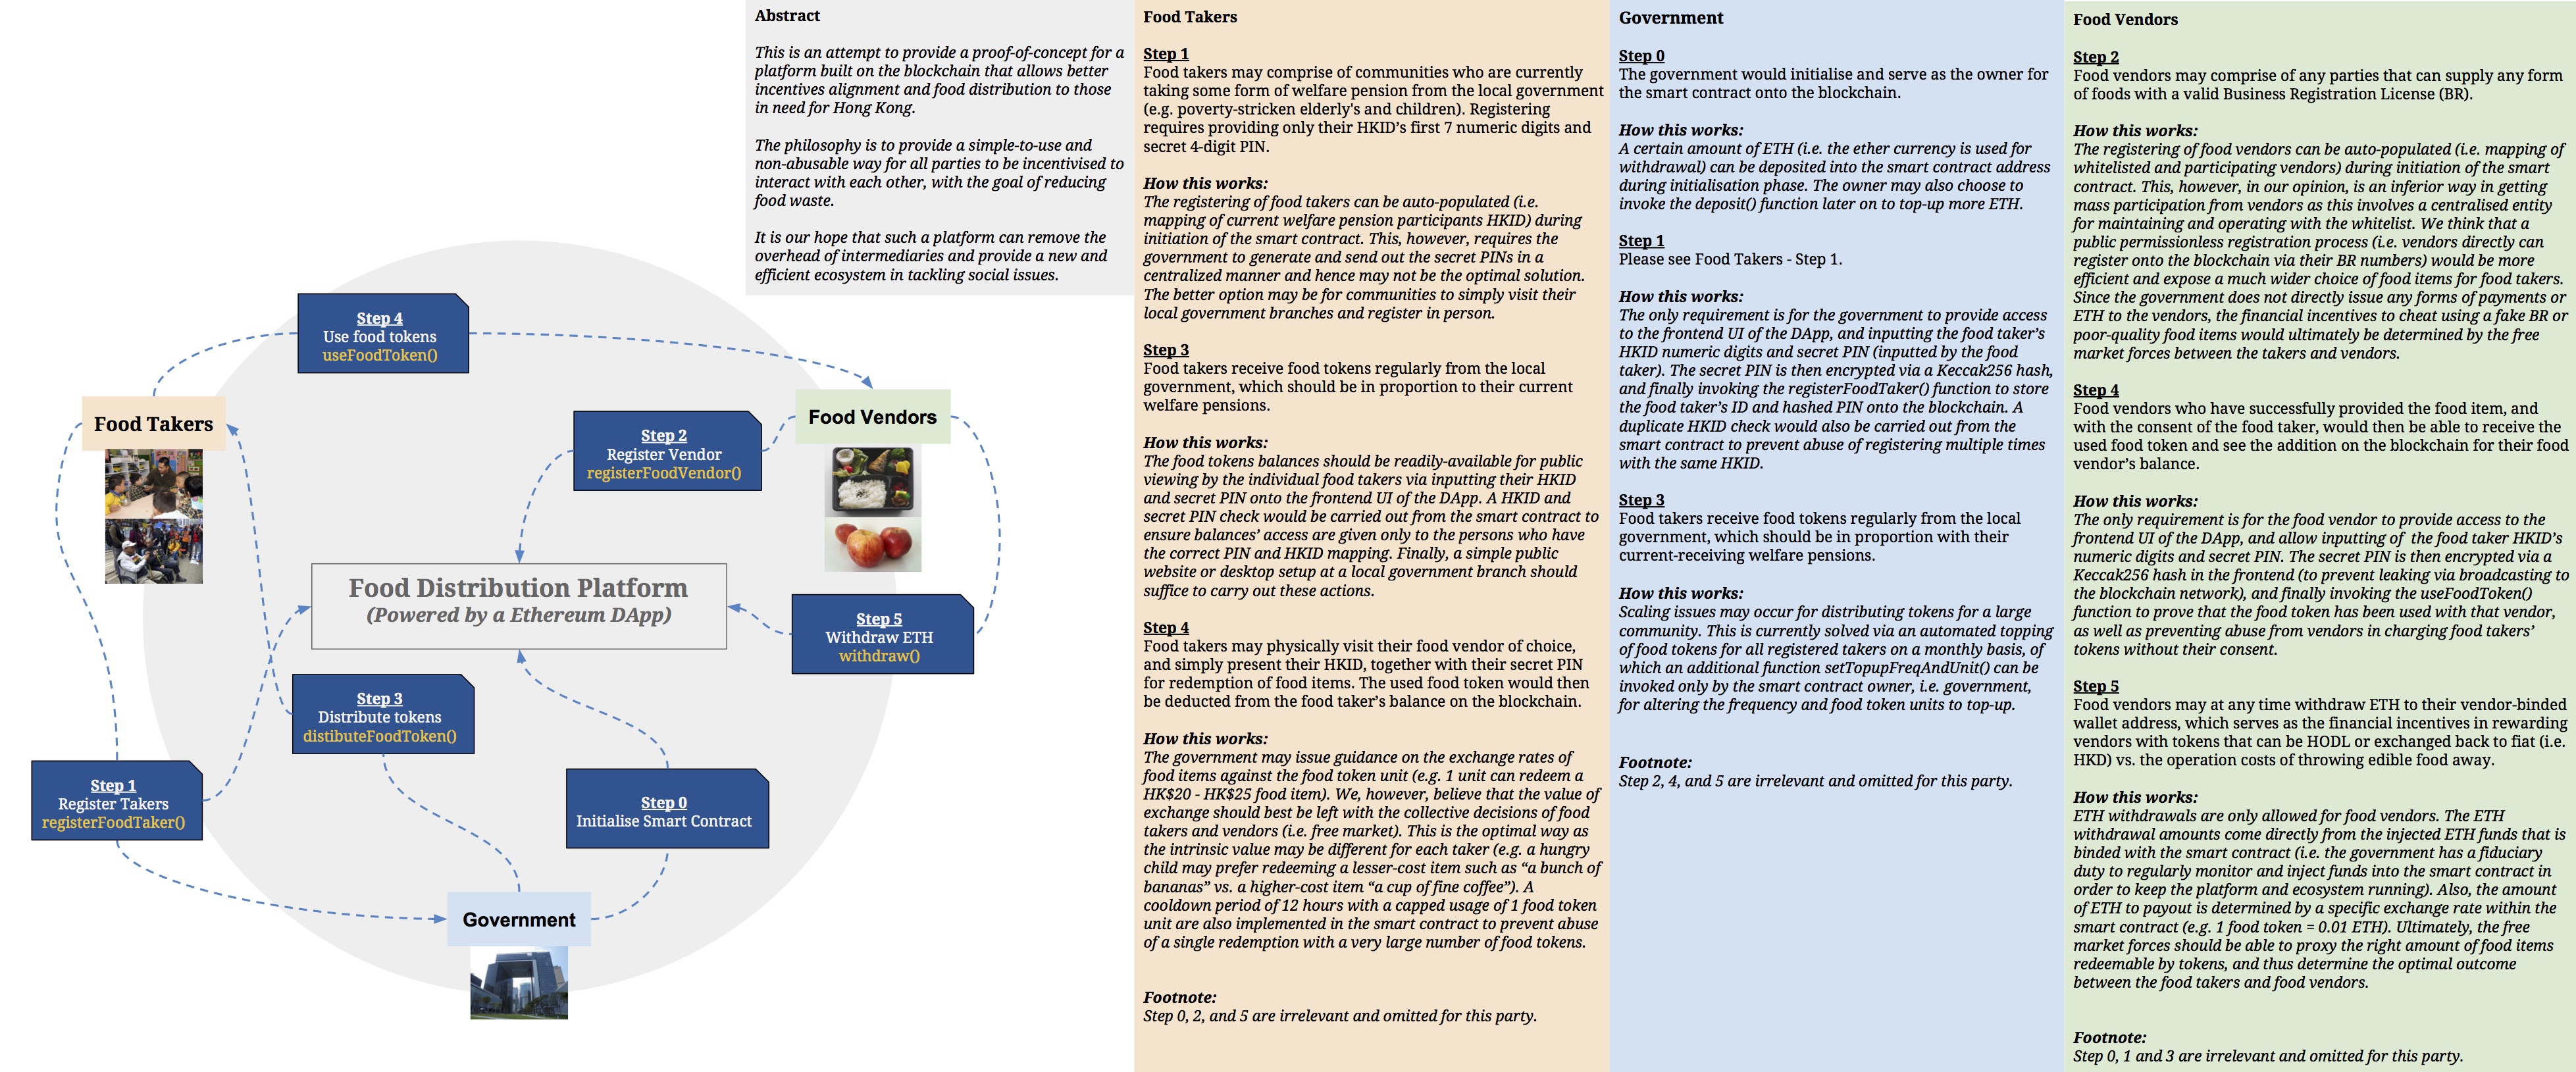 Abstract
This is an attempt to provide a proof-of-concept for a
platform built on the blockchain that allows better
incentives alignment and food distribution to those
in need for Hong Kong.
The philosophy is to provide a simple-to-use and
non-abusable way for all parties to be incentivised to
interact with each other, with the goal of reducing
food waste.
It is our hope that such a platform can remove the
overhead of intermediaries and provide a new and
efficient ecosystem in tackling social issues.
Step 4
Use food tokens
useFoodToken()
Food Takers
Food Vendors
Step 2
Register Vendor
registerFoodVendor()
Food Distribution Platform
(Powered by a Ethereum DApp)
Step 5
Withdraw ETH
withdraw()
Step 3
Distribute tokens
distibuteFoodToken()
Step 1
Register Takers
registerFoodTaker()
Step 0
Initialise Smart Contract
Government
Food Takers
Step 1
Food takers may comprise of communities who are currently
taking some form of welfare pension from the local government
(e.g. poverty-stricken elderly's and children). Registering
requires providing only their HKID's first 7 numeric digits and
secret 4-digit PIN.
How this works:
The registering of food takers can be auto-populated (i.e.
mapping of current welfare pension participants HKID) during
initiation of the smart contract. This, however, requires the
government to generate and send out the secret PINs in a
centralized manner and hence may not be the optimal solution.
The better option may be for communities to simply visit their
local government branches and register in person.
Step 3
Food takers receive food tokens regularly from the local
government, which should be in proportion to their current
welfare pensions.
How this works:
The food tokens balances should be readily-available for public
viewing by the individual food takers via inputting their HKID
and secret PIN onto the frontend UI of the DApp. A HKID and
secret PIN check would be carried out from the smart contract to
ensure balances' access are given only to the persons who have
the correct PIN and HKID mapping. Finally, a simple public
website or desktop setup at a local government branch should
suffice to carry out these actions.
Step 4
Food takers may physically visit their food vendor of choice,
and simply present their HKID, together with their secret PIN
for redemption of food items. The used food token would then
be deducted from the food taker's balance on the blockchain.
How this works:
The government may issue guidance on the exchange rates of
food items against the food token unit (e.g. 1 unit can redeem a
HK$20 - HK$25 food item). We, however, believe that the value of
exchange should best be left with the collective decisions of food
takers and vendors (i.e. free market). This is the optimal way as
the intrinsic value may be different for each taker (e.g. a hungry
child may prefer redeeming a lesser-cost item such as “a bunch of
bananas” vs. a higher-cost item “a cup of fine coffee”). A
cooldown period of 12 hours with a capped usage of 1 food token
unit are also implemented in the smart contract to prevent abuse
of a single redemption with a very large number of food tokens.
Footnote:
Step 0, 2, and 5 are irrelevant and omitted for this party.
Government
Step 0
The government would initialise and serve as the owner for
the smart contract onto the blockchain.
How this works:
A certain amount of ETH (i.e. the ether currency is used for
withdrawal) can be deposited into the smart contract address
during initialisation phase. The owner may also choose to
invoke the deposit() function later on to top-up more ETH.
Step 1
Please see Food Takers - Step 1.
How this works:
The only requirement is for the government to provide access
to the frontend UI of the DApp, and inputting the food taker's
HKID numeric digits and secret PIN (inputted by the food
taker). The secret PIN is then encrypted via a Keccak256 hash,
and finally invoking the registerFoodTaker() function to store
the food taker's ID and hashed PIN onto the blockchain. A
duplicate HKID check would also be carried out from the
smart contract to prevent abuse of registering multiple times
with the same HKID.
Step 3
Food takers receive food tokens regularly from the local
government, which should be in proportion with their
current-receiving welfare pensions.
How this works:
Scaling issues may occur for distributing tokens for a large
community. This is currently solved via an automated topping
of food tokens for all registered takers on a monthly basis, of
which an additional function setTopupFreqAndUnit() can be
invoked only by the smart contract owner, i.e. government,
for altering the frequency and food token units to top-up.
Footnote:
Step 2, 4, and 5 are irrelevant and omitted for this party.
Food Vendors
Step 2
Food vendors may comprise of any parties that can supply any form
of foods with a valid Business Registration License (BR).
How this works:
The registering of food vendors can be auto-populated (i.e. mapping of
whitelisted and participating vendors) during initiation of the smart
contract. This, however, in our opinion, is an inferior way in getting
mass participation from vendors as this involves a centralised entity
for maintaining and operating with the whitelist. We think that a
public permissionless registration process (i.e. vendors directly can
register onto the blockchain via their BR numbers) would be more
efficient and expose a much wider choice of food items for food takers.
Since the government does not directly issue any forms of payments or
ETH to the vendors, the financial incentives to cheat using a fake BR or
poor-quality food items would ultimately be determined by the free
market forces between the takers and vendors.
Step 4
Food vendors who have successfully provided the food item, and
with the consent of the food taker, would then be able to receive the
used food token and see the addition on the blockchain for their food
vendor's balance.
How this works:
The only requirement is for the food vendor to provide access to the
frontend UI of the DApp, and allow inputting of  the food taker HKID's
numeric digits and secret PIN. The secret PIN is then encrypted via a
Keccak256 hash in the frontend (to prevent leaking via broadcasting to
the blockchain network), and finally invoking the useFoodToken()
function to prove that the food token has been used with that vendor,
as well as preventing abuse from vendors in charging food takers'
tokens without their consent.
Step 5
Food vendors may at any time withdraw ETH to their vendor-binded
wallet address, which serves as the financial incentives in rewarding
vendors with tokens that can be HODL or exchanged back to fiat (i.e.
HKD) vs. the operation costs of throwing edible food away.
How this works:
ETH withdrawals are only allowed for food vendors. The ETH
withdrawal amounts come directly from the injected ETH funds that is
binded with the smart contract (i.e. the government has a fiduciary
duty to regularly monitor and inject funds into the smart contract in
order to keep the platform and ecosystem running). Also, the amount
of ETH to payout is determined by a specific exchange rate within the
smart contract (e.g. 1 food token = 0.01 ETH). Ultimately, the free
market forces should be able to proxy the right amount of food items
redeemable by tokens, and thus determine the optimal outcome
between the food takers and food vendors.
Footnote:
Step 0, 1 and 3 are irrelevant and omitted for this party.